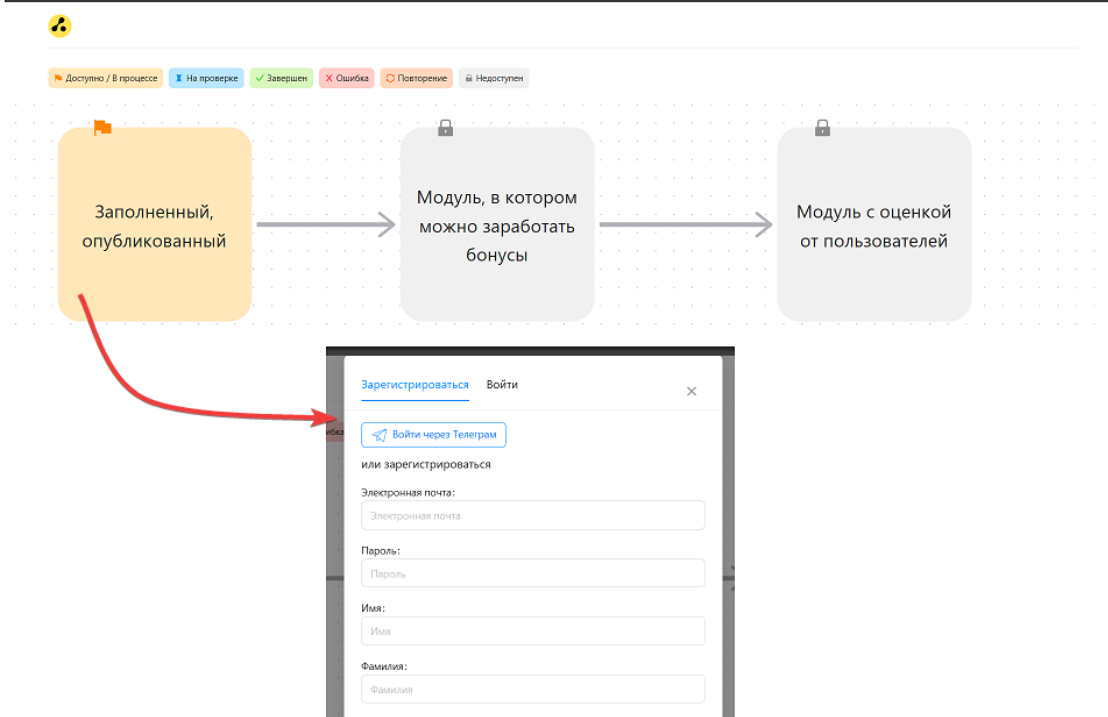 Доступно / В процессе
На проверке
Завершен
Ошибка
Повторение
Недоступен
Заполненный,
опубликованный
Модуль, в котором
можно заработать
бонусы
Модуль с оценкой
от пользователей
Зарегистрироваться
Войти
ибка
Войти через Телеграм
или зарегистрироваться
Электронная почта:
Электронная почта
Пароль:
Пароль
Имя:
Имя
Фамилия:
Фамилия